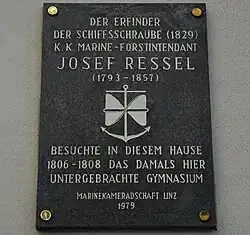 DER ERFINDER
DER SCHIFFSSCHRAUBE (1829)
K. K. MARINE-FORSTINTENDANT
JOSEF RESSEL
(1793-1857)
BESUCHTE IN DIESEM HAUSE
1806-1808 DAS DAMALS HIER
UNTERGEBRACHTE GYMNASIUM
MARINEKAMERADSCHAFT LINZ
1979